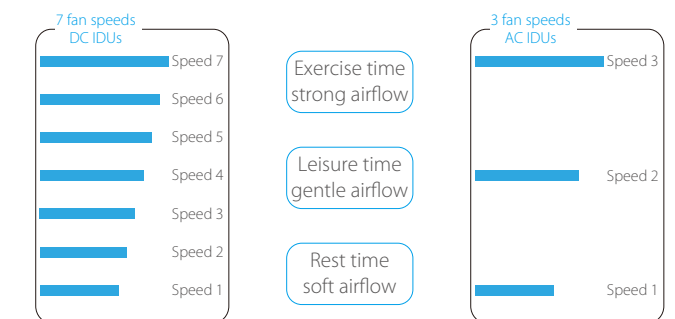 7 fan speeds
DC IDUs
Speed 7
Speed 6
Speed 5
Speed 4
Speed 3
Speed 2
Speed 1
Exercise time
strong airflow
Leisure time
gentle airflow
Rest time
soft airflow
3 fan speeds
AC IDUs
Speed 3
Speed 2
Speed 1